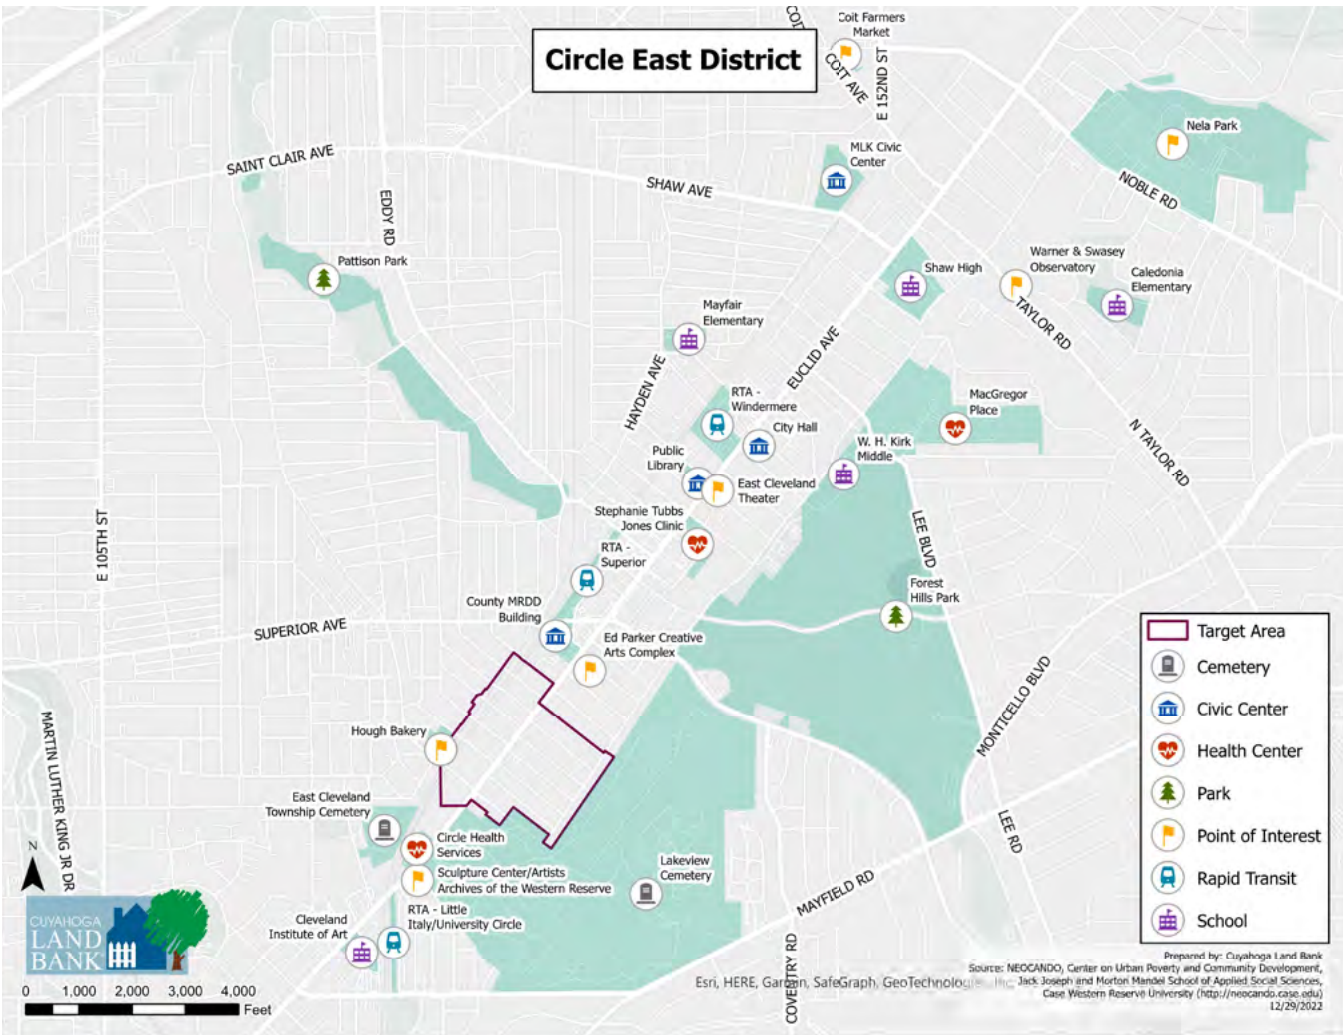 Circle East District
COIT
Coit Farmers
Market
COIT AVE
E 152ND ST
Nela Park
NOBLE RD
MLK Civic
Center
SAINT CLAIR AVE
SHAW AVE
EDDY RD
Pattison Park
Shaw High
Warner & Swasey
Observatory
Caledonia
Elementary
TAYLOR RD
Mayfair
Elementary
EUCLID AVE
HAYDEN AVE
RTA -
Windermere
City Hall
MacGregor
Place
N TAYLOR RD
Public
Library
W. H. Kirk
Middle
East Cleveland
Theater
Stephanie Tubbs
Jones Clinic
LEE BLVD
E 105TH ST
RTA -
Superior
Forest
Hills Park
County MRDD
Building
SUPERIOR AVE
Ed Parker Creative
Arts Complex
MONTICELLO BLVD
Hough Bakery
MARTIN LUTHER KING JR DR
East Cleveland
Township Cemetery
Circle Health
Services
Sculpture Center/Artists
Archives of the Western Reserve
Lakeview
Cemetery
LEE RD
MAYFIELD RD
RTA - Little
Italy/University Circle
Cleveland
Institute of Art
COVENTRY RD
Target Area
Cemetery
Civic Center
Health Center
Park
Point of Interest
Rapid Transit
School
N
CUYAHOGA
LAND
BANK
0 1,000 2,000 3,000 4,000
Feet
Esri, HERE, Garmin, SafeGraph, GeoTechnologies, Inc
Prepared by: Cuyahoga Land Bank
Source: NEOCANDO, Center on Urban Poverty and Community Development,
Jack Joseph and Morton Mandel School of Applied Social Sciences,
Case Western Reserve University (http://neocando.case.edu)
12/29/2022